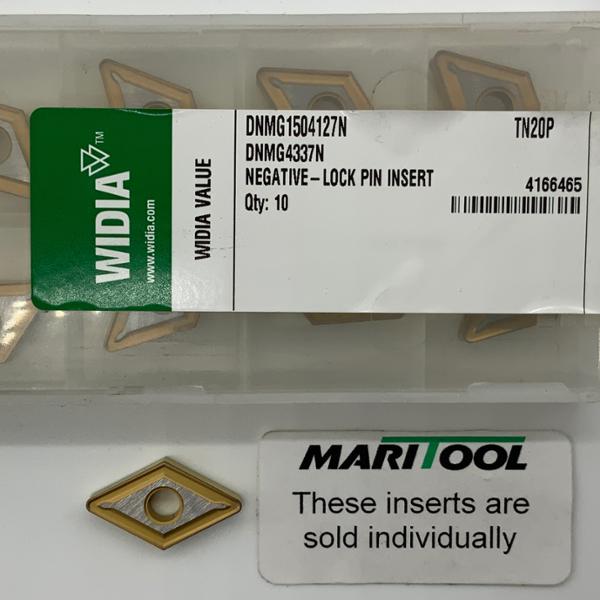 WIDIA™
www.widia.com
WIDIA VALUE
DNMG1504127N
TN20P
DNMG4337N
NEGATIVE-LOCK PIN INSERT
4166465
Qty: 10
MARITOOL
These inserts are
sold individually